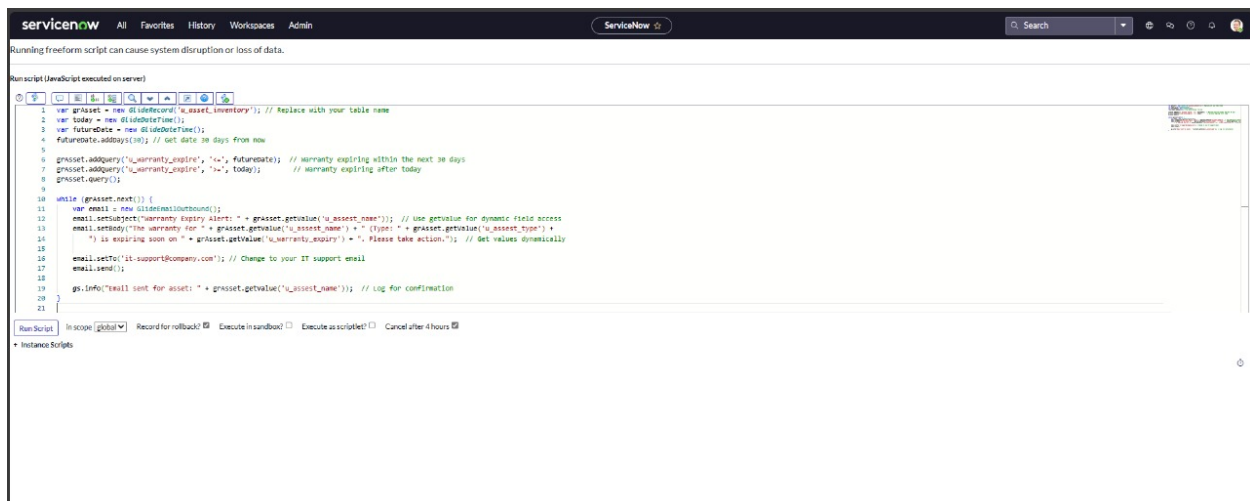 servicenow All Favorites History Workspaces Admin ServiceNow Search
Running freeform script can cause system disruption or loss of data.
Run script (JavaScript executed on server)
1 var grAsset = new GlideRecord('u_asset_inventory'); // Replace with your table name
2 var today = new GlideDateTime();
3 var futureDate = new GlideDateTime();
4 futureDate.addDays(30); // Get date 30 days from now
5
6 grAsset.addQuery('u_warranty_expire', '<=', futureDate); // Warranty expiring within the next 30 days
7 grAsset.addQuery('u_warranty_expire', '>=', today); // Warranty expiring after today
8 grAsset.query();
9
10 while (grAsset.next()) {
11 var email = new GlideEmailOutbound();
12 email.setSubject("Warranty Expiry Alert: " + grAsset.getValue('u_assest_name')); // Use getValue for dynamic field access
13 email.setBody("The warranty for " + grAsset.getValue('u_assest_name') + " (Type: " + grAsset.getValue('u_assest_type') +
14 ") is expiring soon on " + grAsset.getValue('u_warranty_expiry') + ". Please take action."); // Get values dynamically
15
16 email.setTo('it-support@company.com'); // Change to your IT support email
17 email.send();
18
19 gs.info("Email sent for asset: " + grAsset.getValue('u_assest_name')); // Log for confirmation
20 }
21
Run Script In scope global Record for rollback? Execute in sandbox? Execute as scriptlet? Cancel after 4 hours
+ Instance Scripts